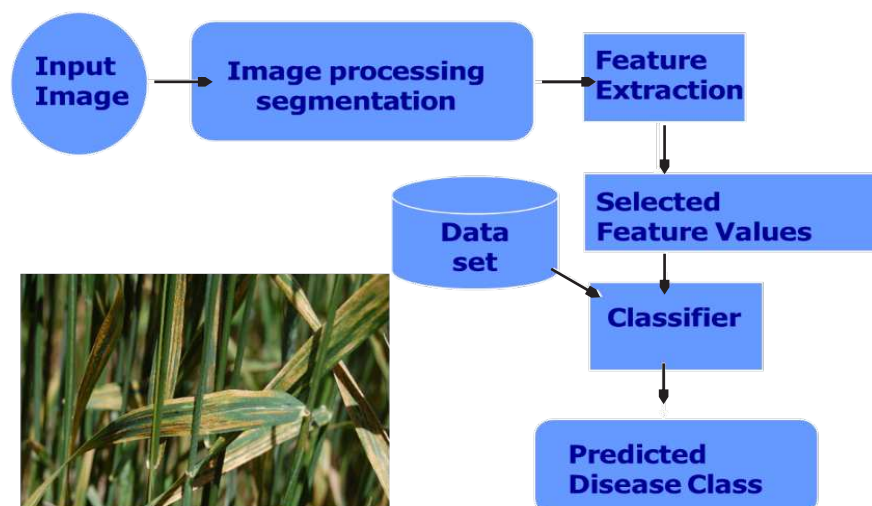 Input
Image
Image processing
segmentation
Feature
Extraction
Selected
Feature Values
Data
set
Classifier
Predicted
Disease Class